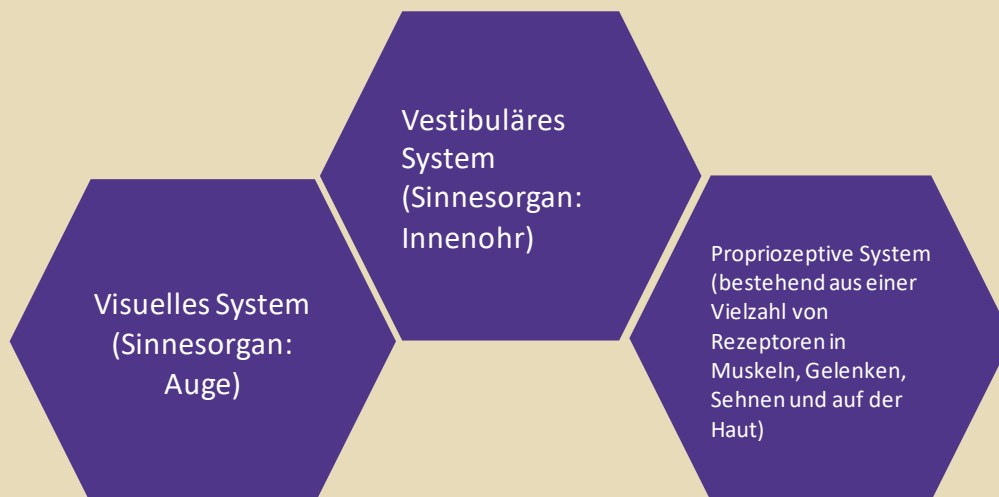 Vestibuläres
System
(Sinnesorgan:
Innenohr)
Visuelles System
(Sinnesorgan:
Auge)
Propriozeptive System
(bestehend aus einer
Vielzahl von
Rezeptoren in
Muskeln, Gelenken,
Sehnen und auf der
Haut)